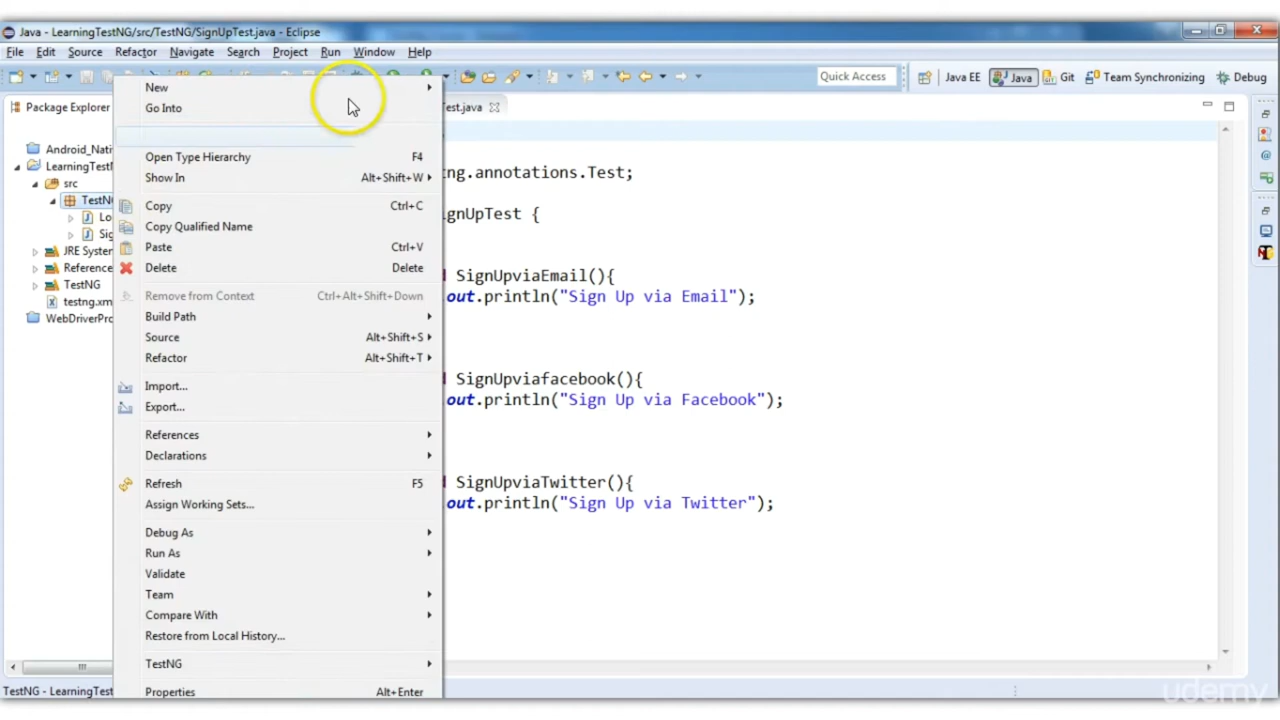 Java - LearningTestNG/src/TestNG/SignUpTest.java - Eclipse
File Edit Source Refactor Navigate Search Project Run Window Help
Quick Access Java EE Java Git Team Synchronizing Debug
Package Explorer
est.java
New
Go Into
Open Type Hierarchy F4
Show In Alt+Shift+W
Copy Ctrl+C
Copy Qualified Name
Paste Ctrl+V
Delete Delete
Remove from Context Ctrl+Alt+Shift+Down
Build Path
Source Alt+Shift+S
Refactor Alt+Shift+T
Import...
Export...
References
Declarations
Refresh F5
Assign Working Sets...
Debug As
Run As
Validate
Team
Compare With
Restore from Local History...
TestNG
Properties Alt+Enter
Android_Nati
LearningTestN
src
TestNG
Lo
Sig
JRE System
Reference
TestNG
testng.xm
WebDriverPro
ng.annotations.Test;
gnUpTest {
d SignUpviaEmail(){
out.println("Sign Up via Email");
d SignUpviafacebook(){
out.println("Sign Up via Facebook");
d SignUpviaTwitter(){
out.println("Sign Up via Twitter");
TestNG - LearningTest
udemy